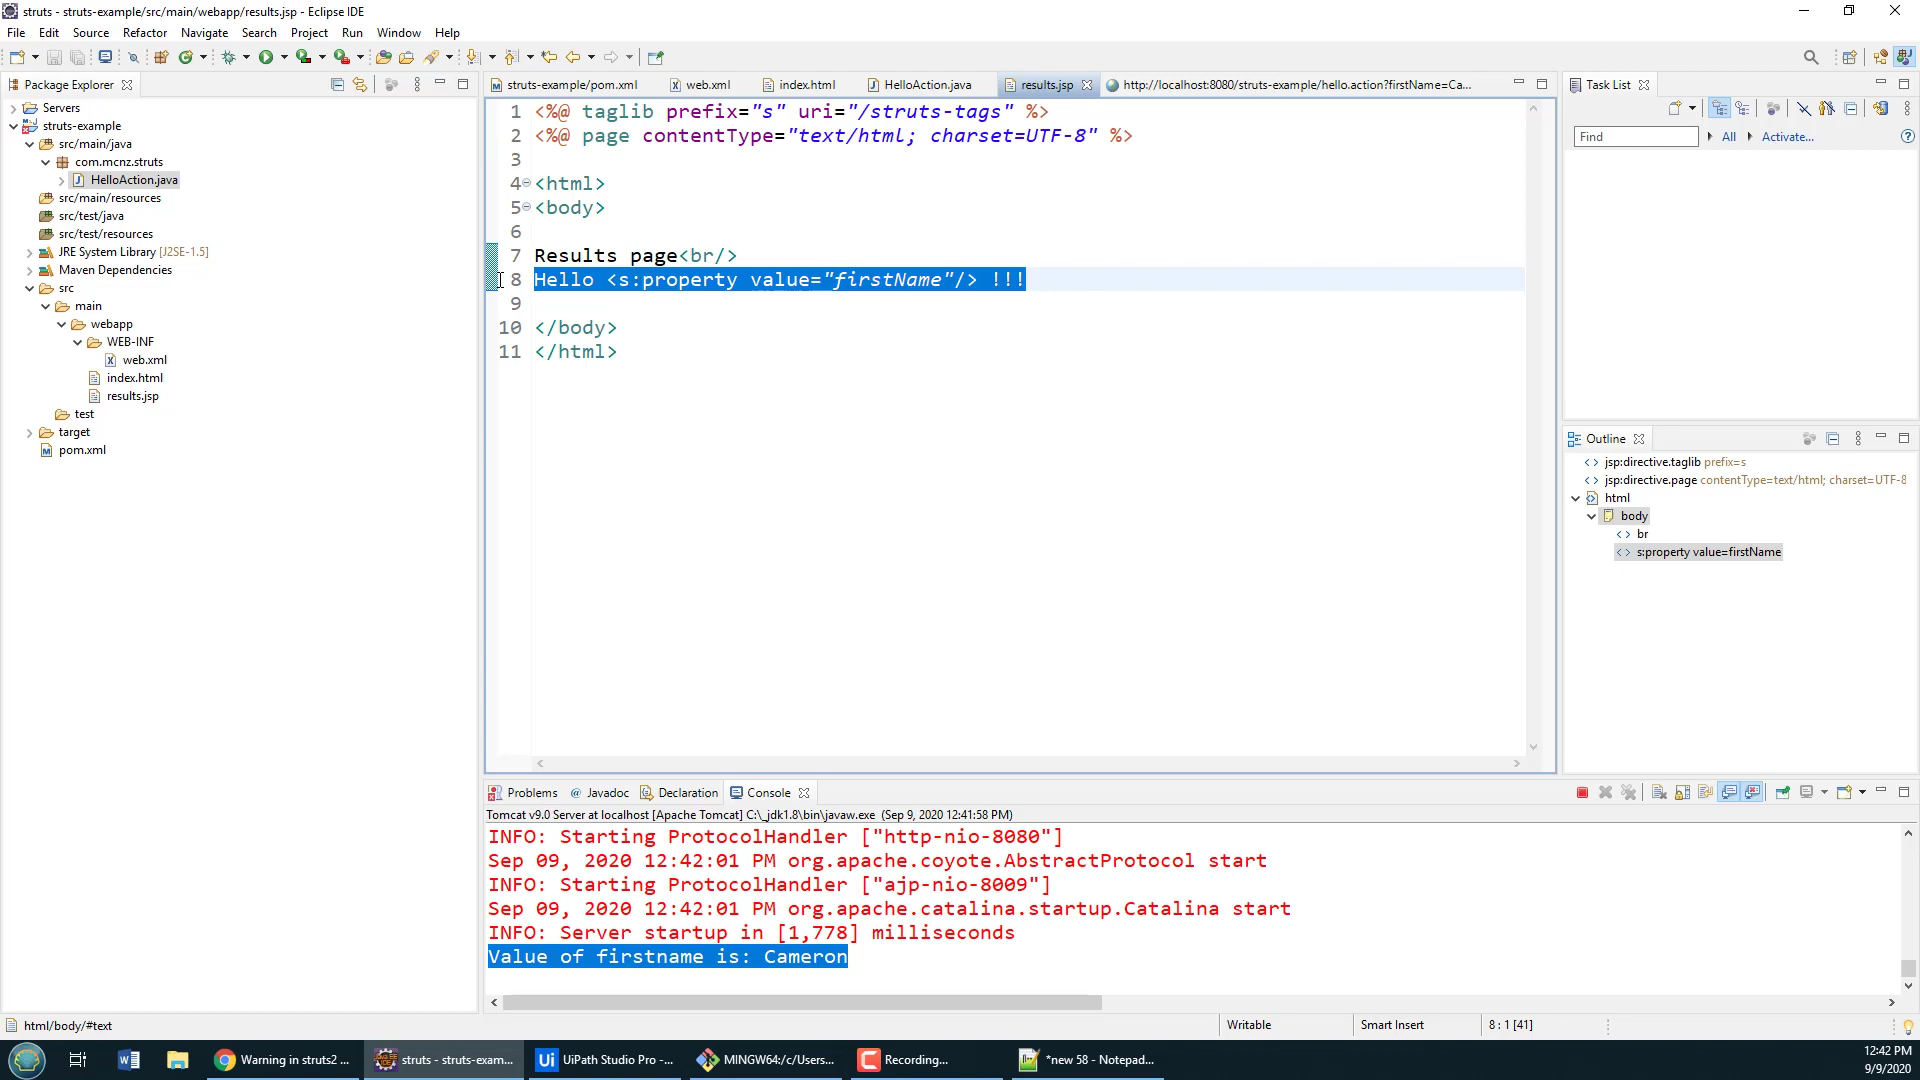 struts - struts-example/src/main/webapp/results.jsp - Eclipse IDE
File Edit Source Refactor Navigate Search Project Run Window Help
Package Explorer
Servers
struts-example
src/main/java
com.mcnz.struts
HelloAction.java
src/main/resources
src/test/java
src/test/resources
JRE System Library [J2SE-1.5]
Maven Dependencies
src
main
webapp
WEB-INF
web.xml
index.html
results.jsp
test
target
pom.xml
struts-example/pom.xml web.xml index.html HelloAction.java results.jsp http://localhost:8080/struts-example/hello.action?firstName=Ca...
1 <%@ taglib prefix="s" uri="/struts-tags" %>
2 <%@ page contentType="text/html; charset=UTF-8" %>
3
4 <html>
5 <body>
6
7 Results page<br/>
8 Hello <s:property value="firstName"/> !!!
9
10 </body>
11 </html>
Task List
Find All Activate...
Outline
jsp:directive.taglib prefix=s
jsp:directive.page contentType=text/html; charset=UTF-8
html
body
br
s:property value=firstName
Problems Javadoc Declaration Console
Tomcat v9.0 Server at localhost [Apache Tomcat] C:\_jdk1.8\bin\javaw.exe (Sep 9, 2020 12:41:58 PM)
INFO: Starting ProtocolHandler ["http-nio-8080"]
Sep 09, 2020 12:42:01 PM org.apache.coyote.AbstractProtocol start
INFO: Starting ProtocolHandler ["ajp-nio-8009"]
Sep 09, 2020 12:42:01 PM org.apache.catalina.startup.Catalina start
INFO: Server startup in [1,778] milliseconds
Value of firstname is: Cameron
html/body/#text Writable Smart Insert 8 : 1 [41]
Warning in struts2 ... struts - struts-exam... Ui UiPath Studio Pro -... MINGW64:/c/Users... Recording... *new 58 - Notepad...
12:42 PM
9/9/2020